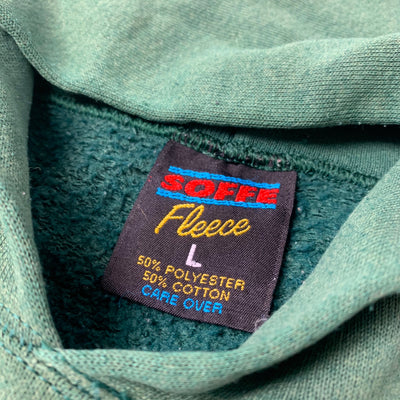 SOFFE
Fleece
L
50% POLYESTER
50% COTTON
CARE OVER